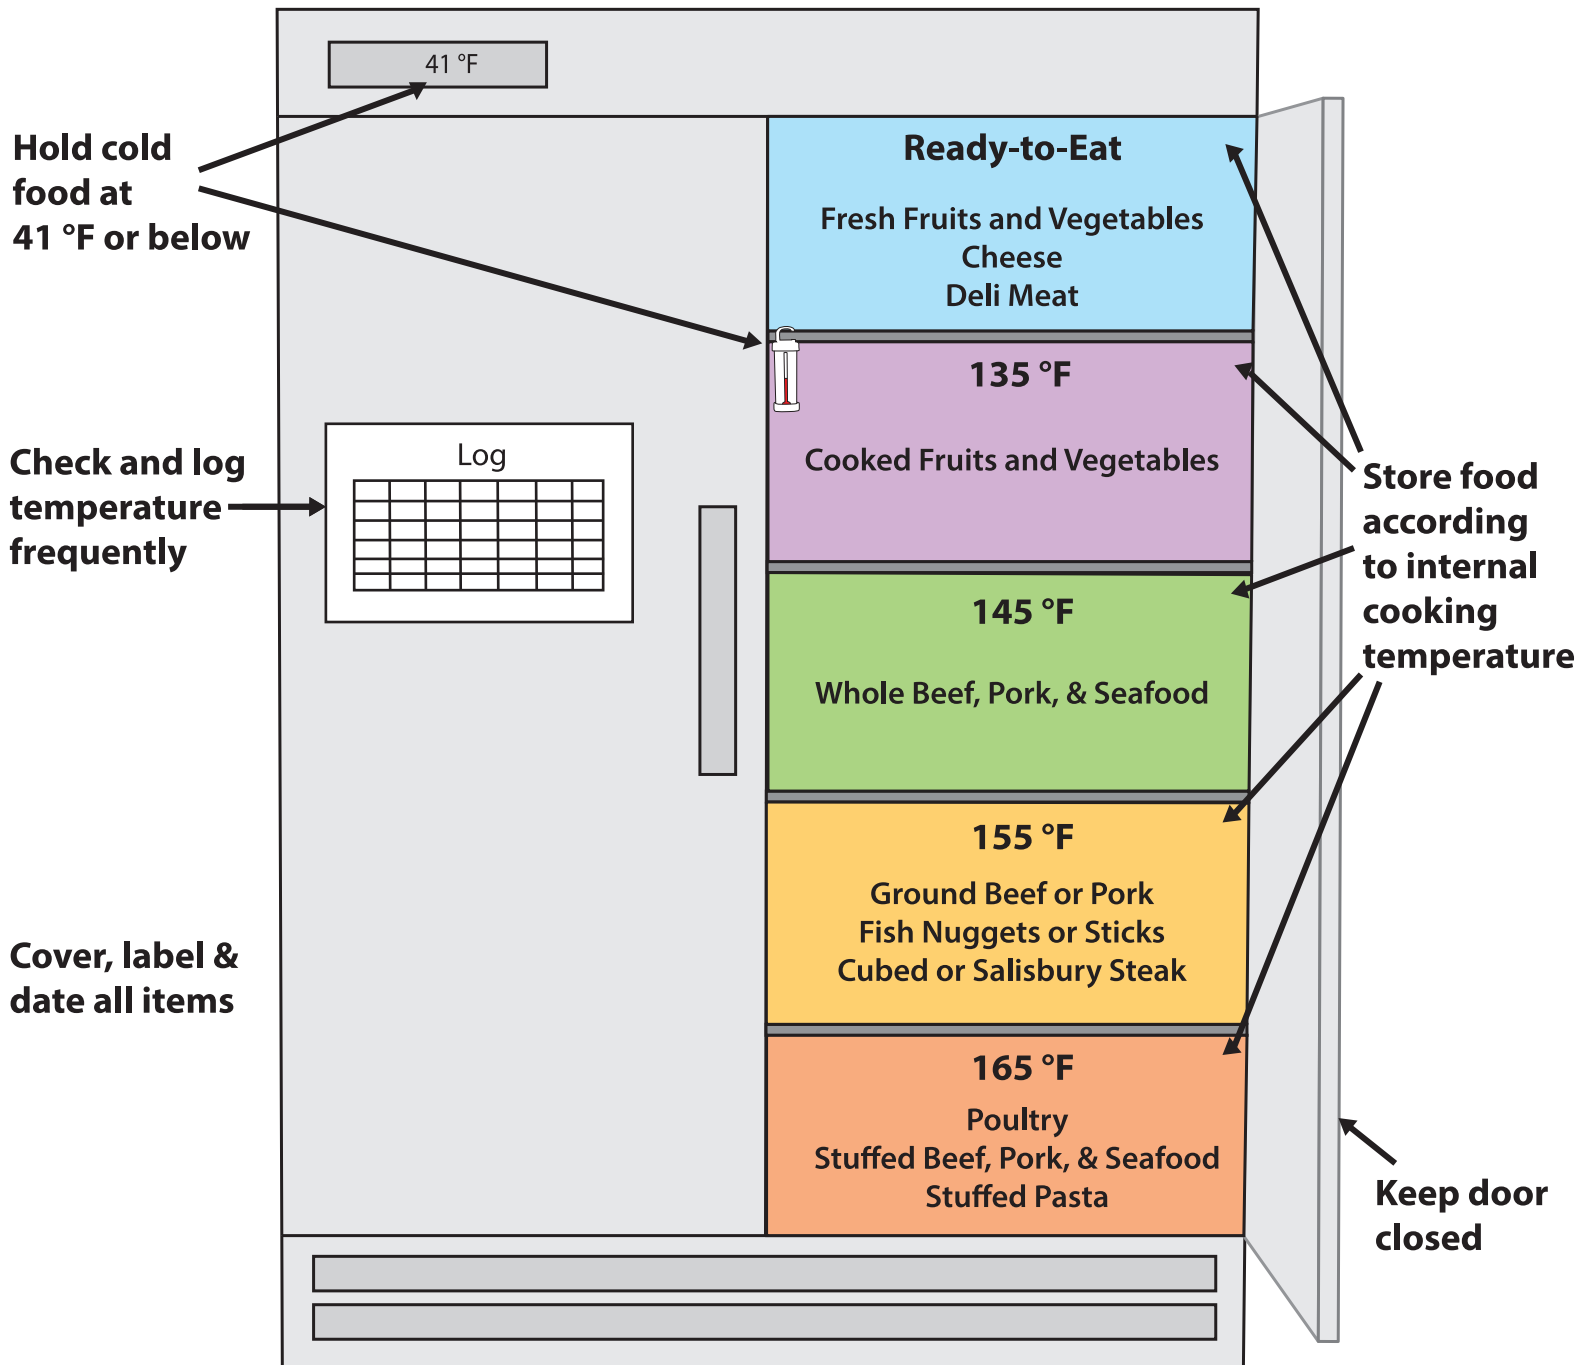 41 °F
Hold cold
food at
41 °F or below
Ready-to-Eat
Fresh Fruits and Vegetables
Cheese
Deli Meat
135 °F
Cooked Fruits and Vegetables
Check and log
temperature
frequently
Log
Store food
according
to internal
cooking
temperature
145 °F
Whole Beef, Pork, & Seafood
155 °F
Ground Beef or Pork
Fish Nuggets or Sticks
Cubed or Salisbury Steak
Cover, label &
date all items
165 °F
Poultry
Stuffed Beef, Pork, & Seafood
Stuffed Pasta
Keep door
closed